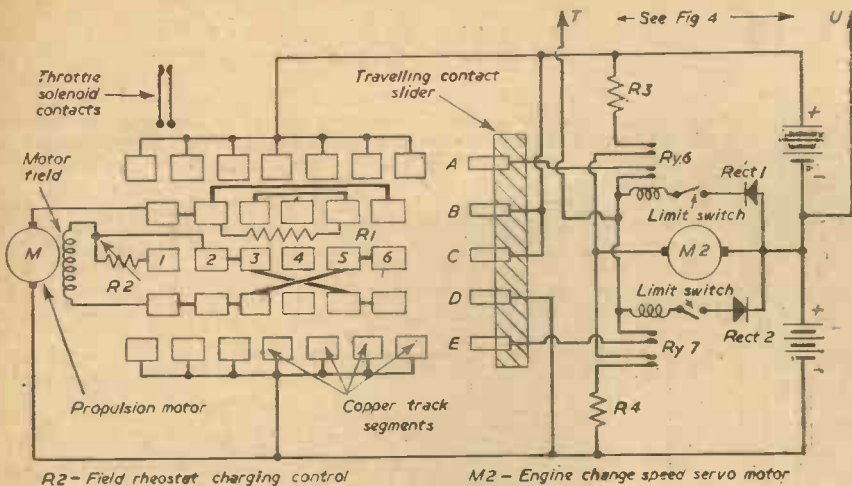 T ← See Fig 4 → U
Throttle
solenoid
contacts
Travelling contact
slider
R3
+
Motor
field
A
Ry6
Rect 1
-
B
Limit switch
R1
M
1 2 3 4 5 6
C
M2
R2
D
Limit switch
+
Rect 2
E
Ry 7
-
Propulsion motor
Copper track
segments
R4
R2 – Field rheostat charging control
M2 – Engine change speed servo motor